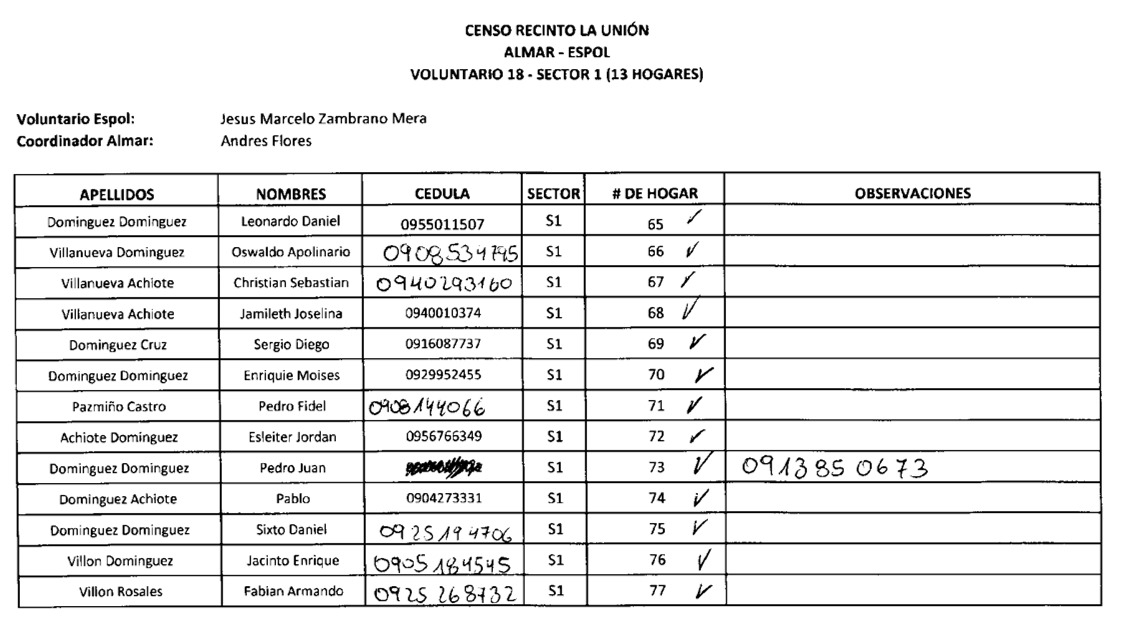 CENSO RECINTO LA UNIÓN
ALMAR - ESPOL
VOLUNTARIO 18 - SECTOR 1 (13 HOGARES)
Voluntario Espol: Jesus Marcelo Zambrano Mera
Coordinador Almar: Andres Flores
APELLIDOS NOMBRES CEDULA SECTOR # DE HOGAR OBSERVACIONES
Dominguez Dominguez Leonardo Daniel 0955011507 S1 65 ✓
Villanueva Dominguez Oswaldo Apolinario 0908534795 S1 66 ✓
Villanueva Achiote Christian Sebastian 0940293160 S1 67 ✓
Villanueva Achiote Jamileth Joselina 0940010374 S1 68 ✓
Dominguez Cruz Sergio Diego 0916087737 S1 69 ✓
Dominguez Dominguez Enriquie Moises 0929952455 S1 70 ✓
Pazmiño Castro Pedro Fidel 0908144066 S1 71 ✓
Achiote Dominguez Esleiter Jordan 0956766349 S1 72 ✓
Dominguez Dominguez Pedro Juan S1 73 ✓ 0913850673
Dominguez Achiote Pablo 0904273331 S1 74 ✓
Dominguez Dominguez Sixto Daniel 0925194706 S1 75 ✓
Villon Dominguez Jacinto Enrique 0905184545 S1 76 ✓
Villon Rosales Fabian Armando 0925268732 S1 77 ✓